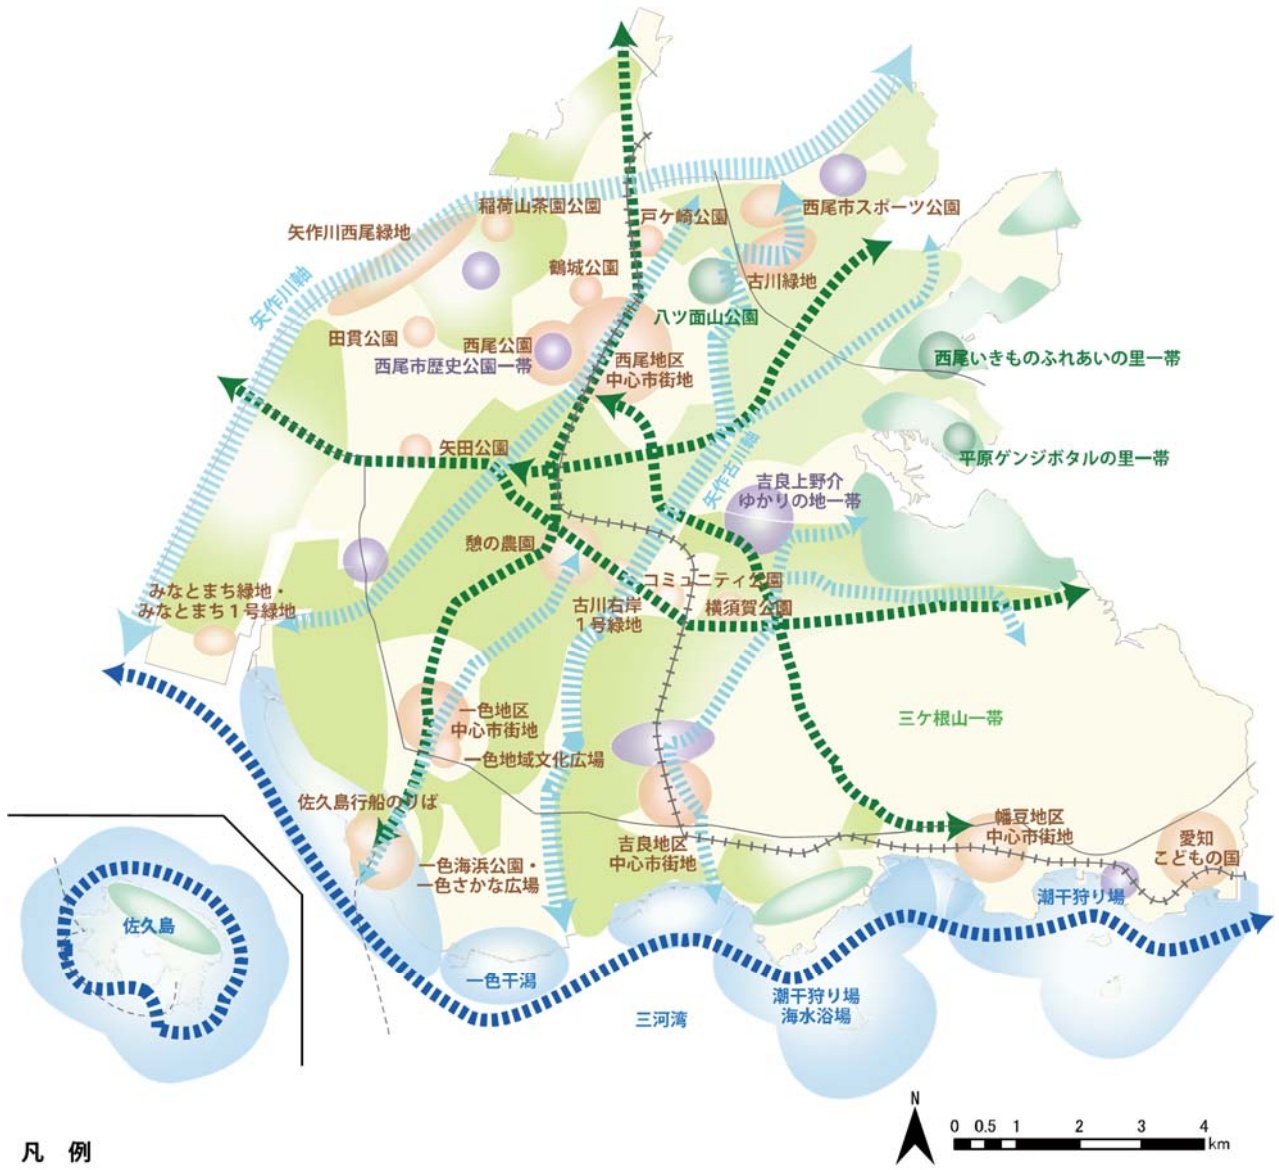 稲荷山茶園公園
戸ケ崎公園
西尾市スポーツ公園
矢作川西尾緑地
矢作川軸
鶴城公園
古川緑地
八ツ面山公園
田貫公園
西尾公園
西尾市歴史公園一帯
西尾地区
中心市街地
西尾いきものふれあいの里一帯
矢田公園
矢作古川軸
平原ゲンジボタルの里一帯
吉良上野介
ゆかりの地一帯
憩の農園
コミュニティ公園
横須賀公園
みなとまち緑地・
みなとまち1号緑地
古川右岸
1号緑地
一色地区
中心市街地
三ケ根山一帯
一色地域文化広場
佐久島行船のりば
吉良地区
中心市街地
幡豆地区
中心市街地
愛知
こどもの国
一色海浜公園・
一色さかな広場
潮干狩り場
佐久島
一色干潟
潮干狩り場
海水浴場
三河湾
N
0 0.5 1 2 3 4
km
凡 例